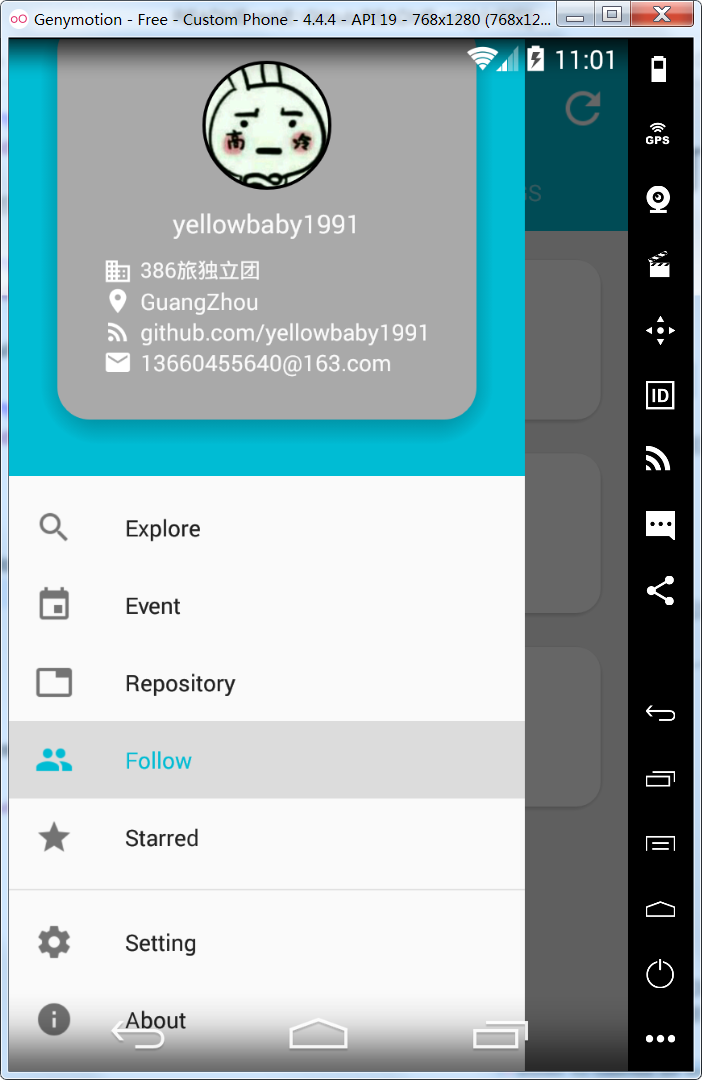 Genymotion - Free - Custom Phone - 4.4.4 - API 19 - 768x1280 (768x12...
11:01
GPS
高 冷
yellowbaby1991
386旅独立团
GuangZhou
github.com/yellowbaby1991
13660455640@163.com
ID
Explore
Event
Repository
Follow
Starred
Setting
About